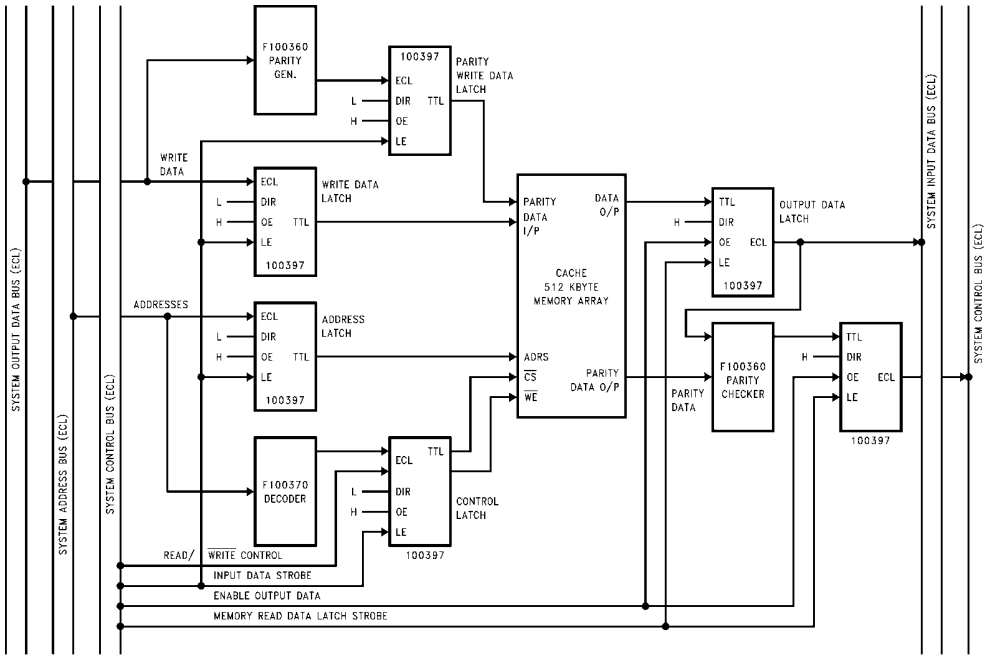 F100360
PARITY
GEN.
100397
ECL
DIR
TTL
OE
LE
L
H
PARITY
WRITE DATA
LATCH
WRITE
DATA
ECL
DIR
OE
TTL
LE
100397
L
H
WRITE DATA
LATCH
ADDRESSES
ECL
DIR
OE
TTL
LE
100397
L
H
ADDRESS
LATCH
F100370
DECODER
ECL
TTL
DIR
OE
LE
100397
L
H
CONTROL
LATCH
PARITY
DATA
I/P
DATA
O/P
CACHE
512 KBYTE
MEMORY ARRAY
ADRS
CS
WE
PARITY
DATA O/P
TTL
DIR
OE
ECL
LE
100397
H
OUTPUT DATA
LATCH
PARITY
DATA
F100360
PARITY
CHECKER
TTL
DIR
OE
ECL
LE
100397
H
READ/ WRITE CONTROL
INPUT DATA STROBE
ENABLE OUTPUT DATA
MEMORY READ DATA LATCH STROBE
SYSTEM OUTPUT DATA BUS (ECL)
SYSTEM ADDRESS BUS (ECL)
SYSTEM CONTROL BUS (ECL)
SYSTEM INPUT DATA BUS (ECL)
SYSTEM CONTROL BUS (ECL)